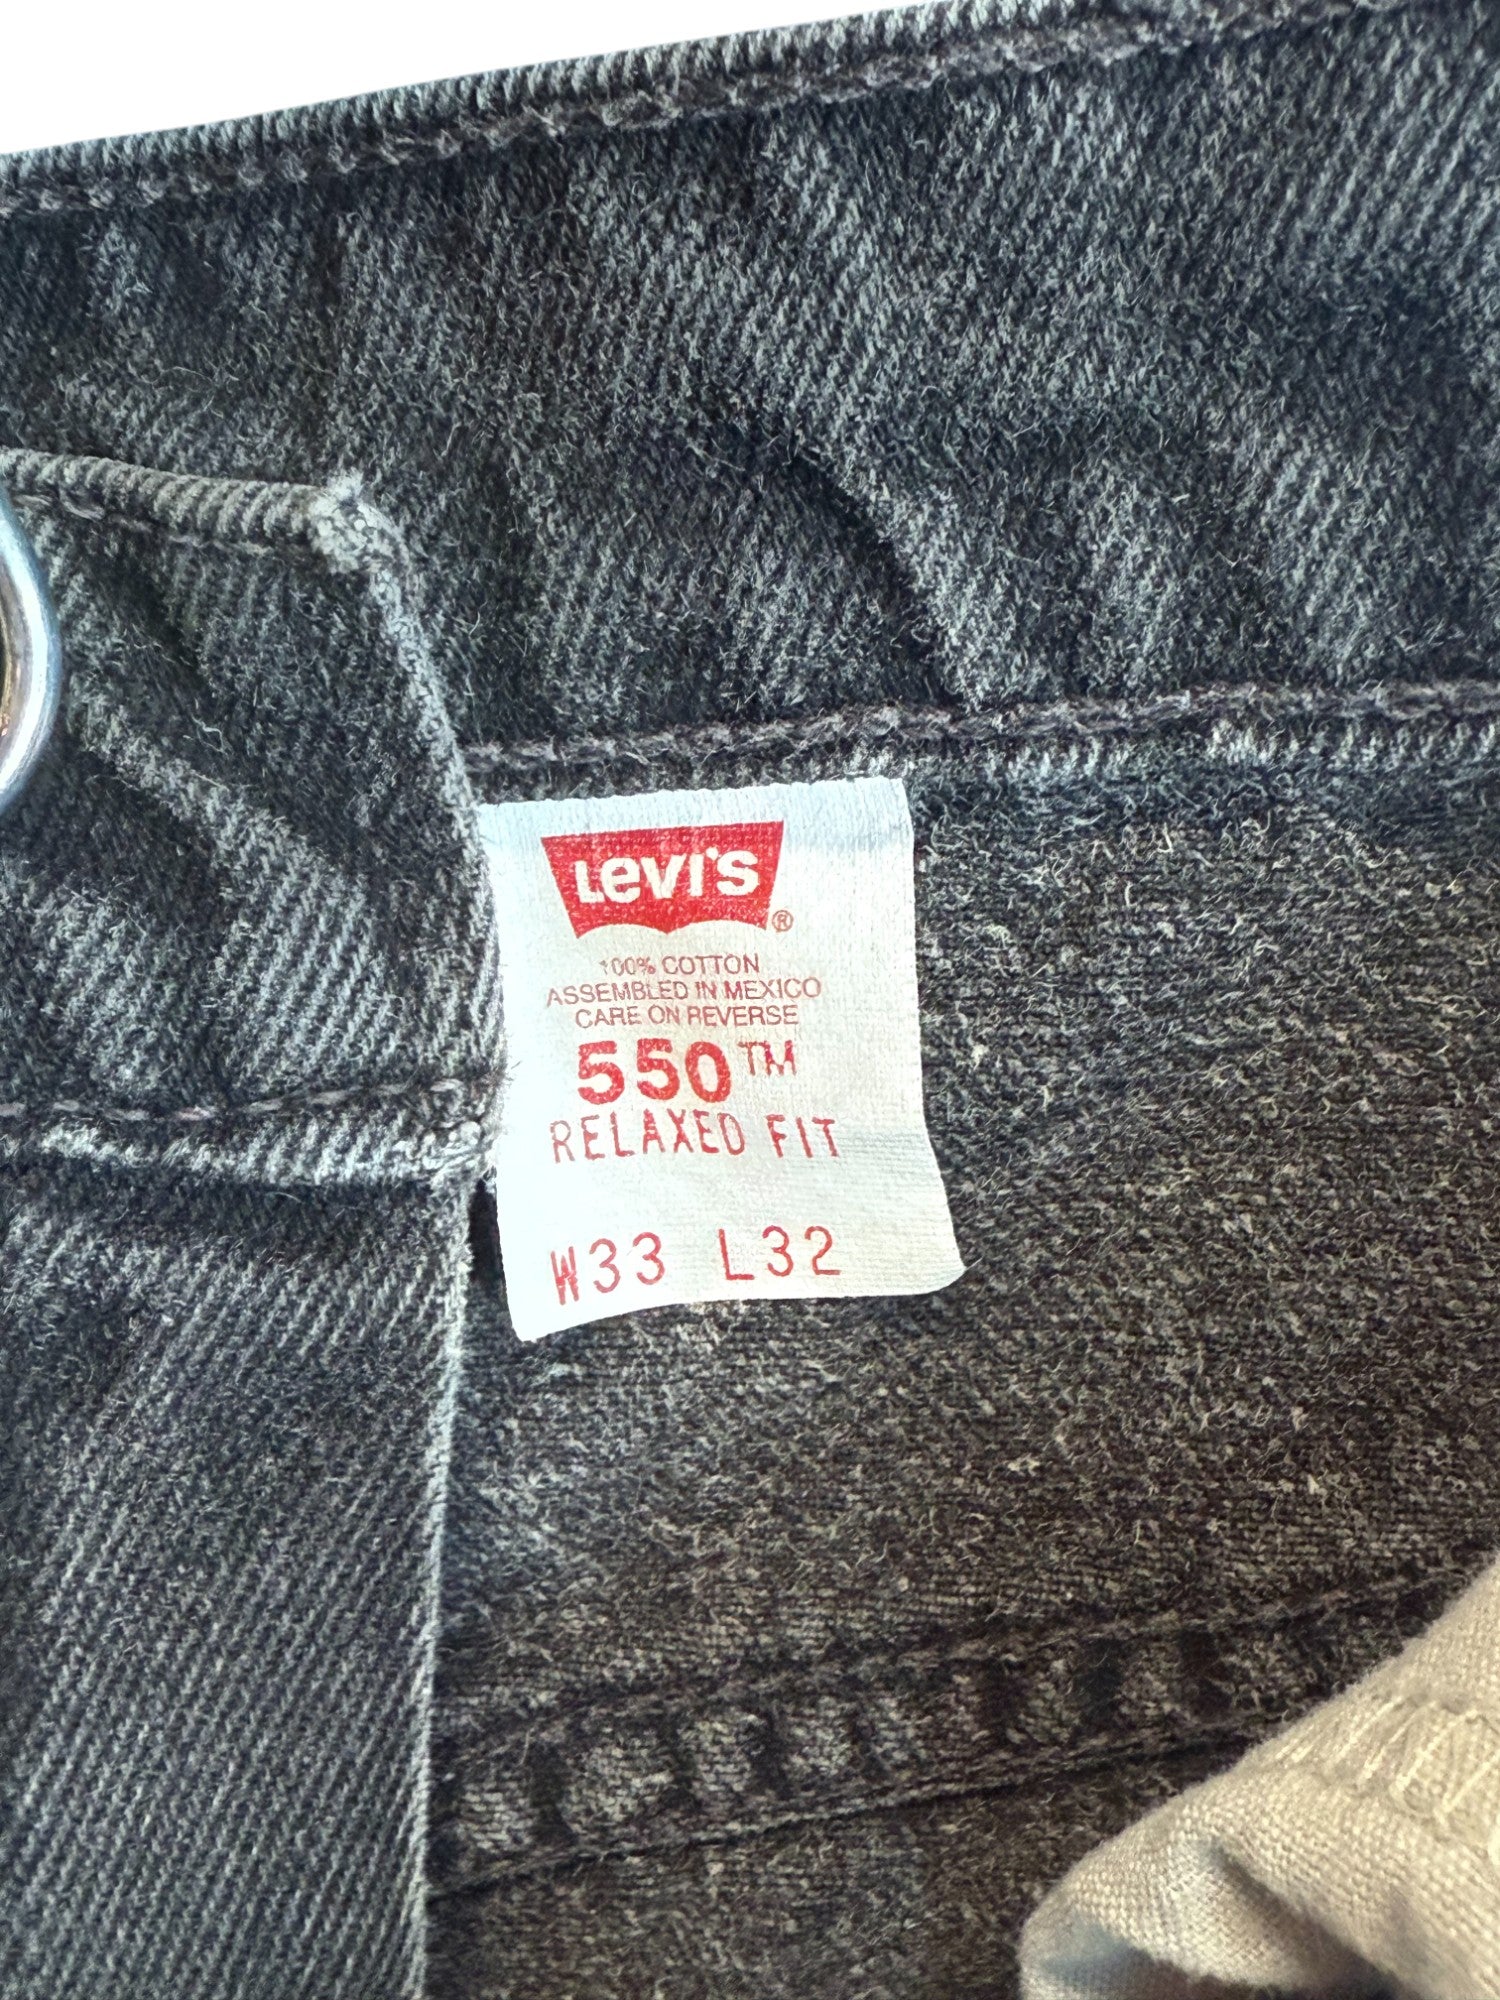 LEVI'S ®
100% COTTON
ASSEMBLED IN MEXICO
CARE ON REVERSE
550™
RELAXED FIT
W33 L32